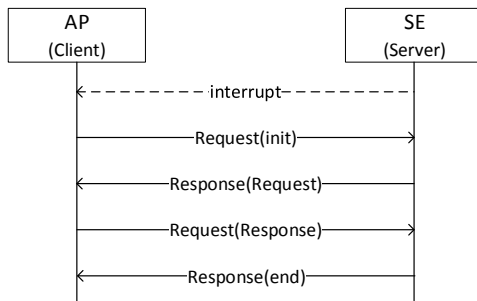 AP
(Client)
SE
(Server)
interrupt
Request(init)
Response(Request)
Request(Response)
Response(end)